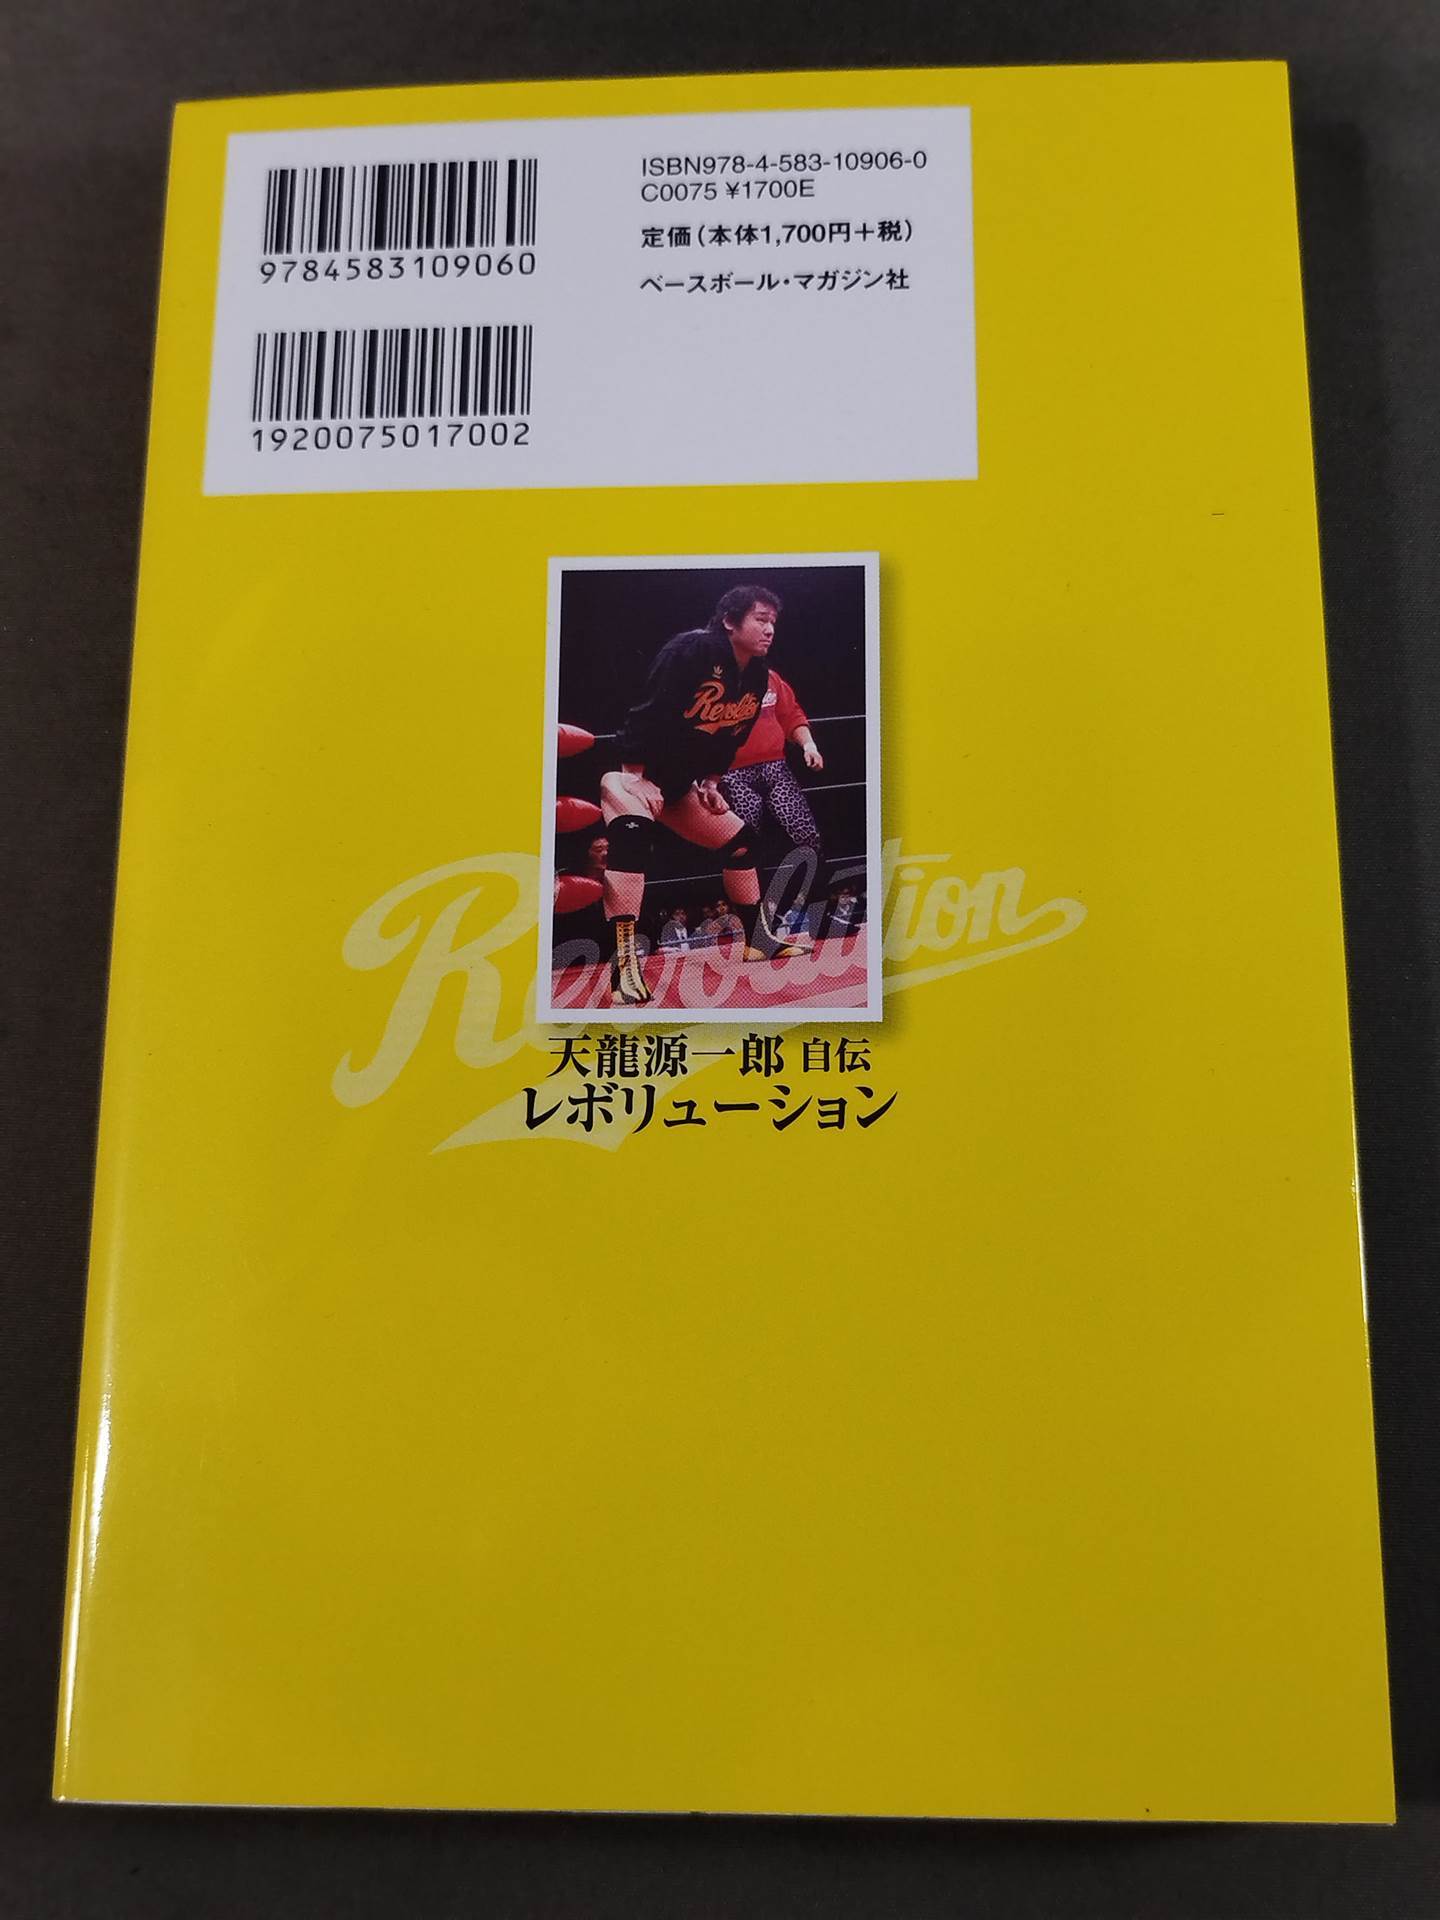 ISBN978-4-583-10906-0
C0075 ¥1700E
定価(本体1,700円+税)
ベースボール・マガジン社
9784583109060
1920075017002
Revolution
天龍源一郎 自伝
レボリューション